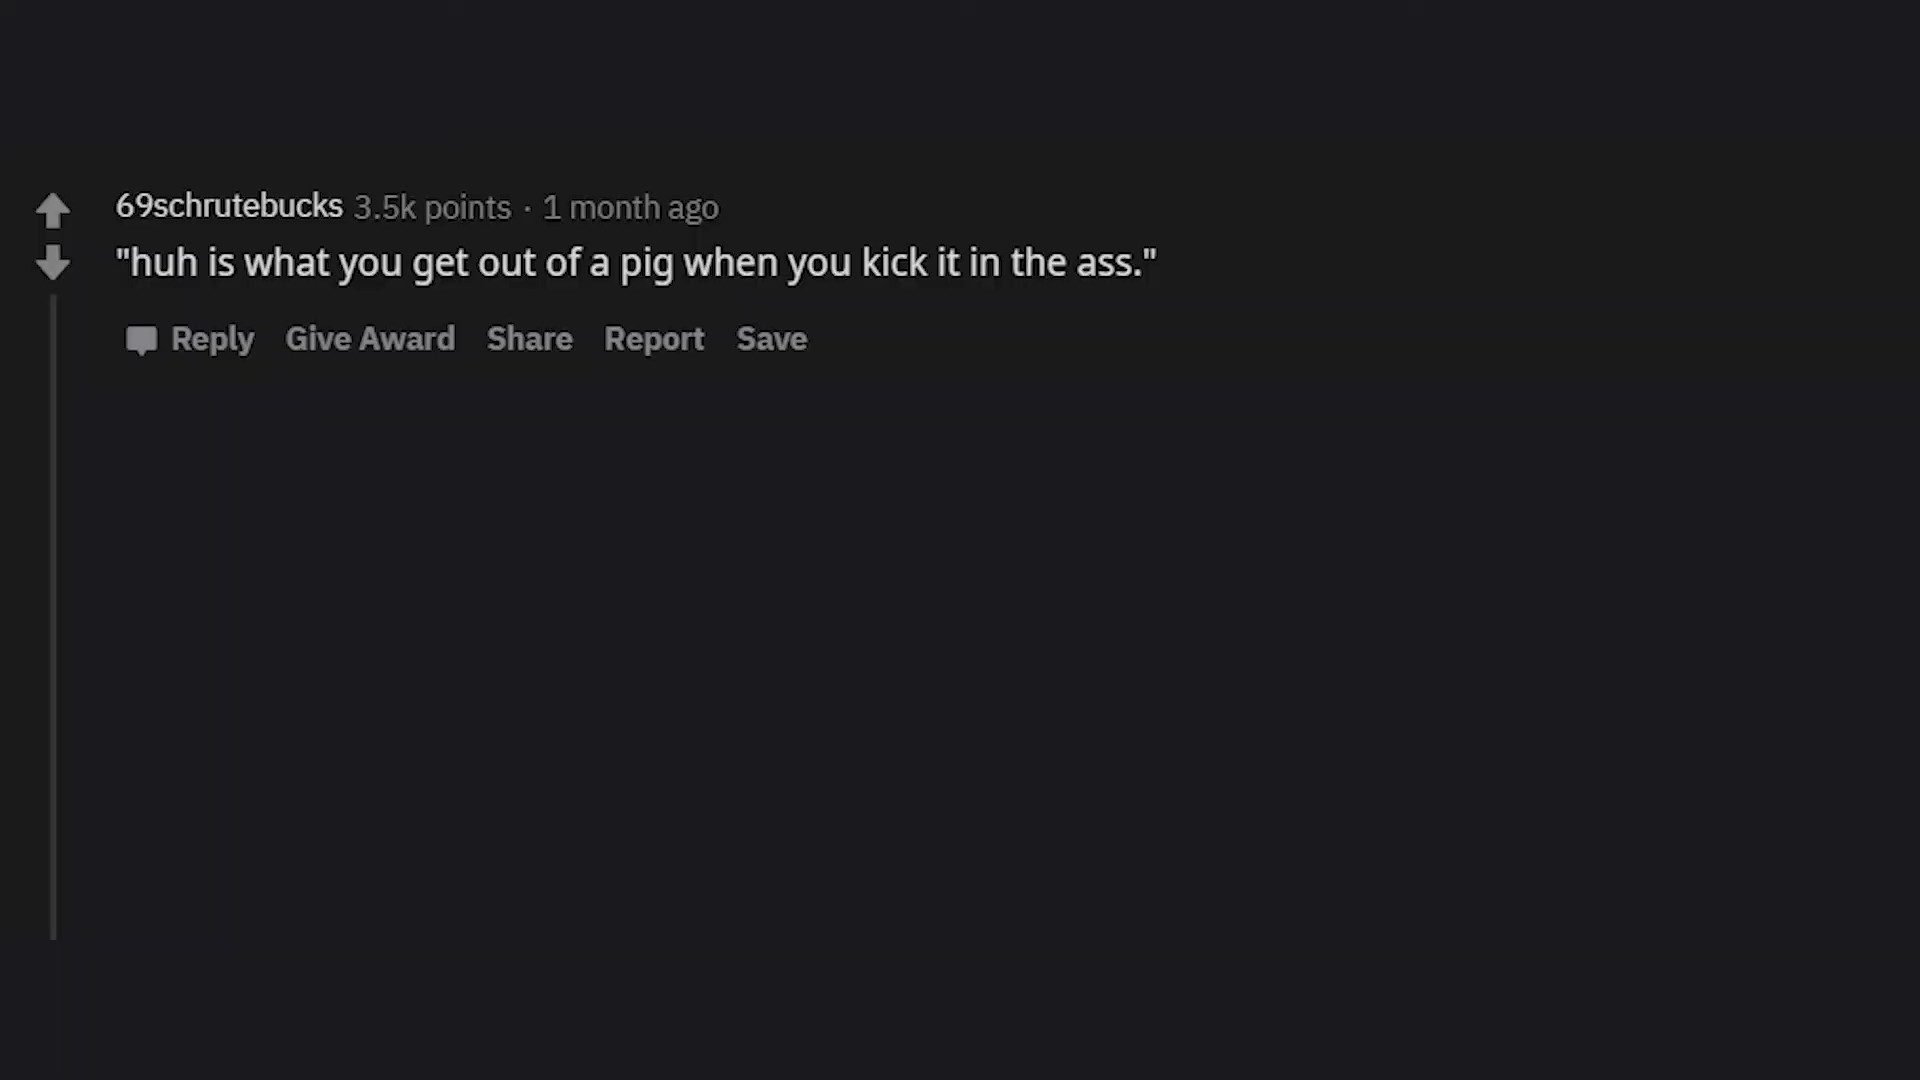 69schrutebucks 3.5k points · 1 month ago
"huh is what you get out of a pig when you kick it in the ass."
Reply Give Award Share Report Save